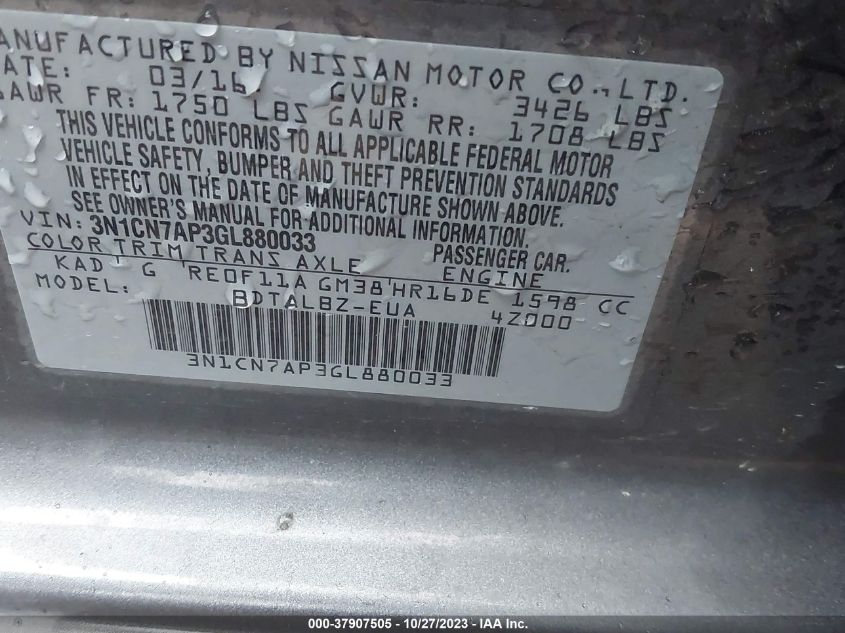 ANUFACTURED BY NISSAN MOTOR CO., LTD.
ATE: 03/16 GVWR: 3426 LBS
GAWR FR: 1750 LBS GAWR RR: 1708 LBS
THIS VEHICLE CONFORMS TO ALL APPLICABLE FEDERAL MOTOR
VEHICLE SAFETY, BUMPER AND THEFT PREVENTION STANDARDS
IN EFFECT ON THE DATE OF MANUFACTURE SHOWN ABOVE.
SEE OWNER'S MANUAL FOR ADDITIONAL INFORMATION.
VIN: 3N1CN7AP3GL880033 PASSENGER CAR.
COLOR TRIM TRANS AXLE ENGINE
KAD G RE0F11A GM38 HR16DE 1598 CC
MODEL: BDTALBZ-EUA 4Z000
3N1CN7AP3GL880033
000-37907505 - 10/27/2023 - IAA Inc.